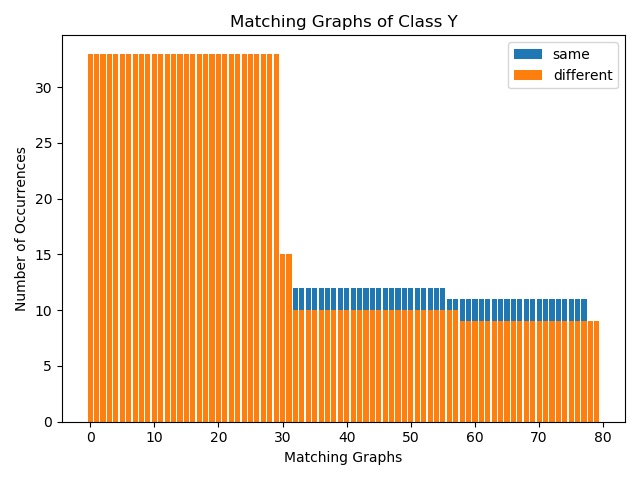 Matching Graphs of Class Y
same
different
Number of Occurrences
30
25
20
15
10
5
0
0 10 20 30 40 50 60 70 80
Matching Graphs